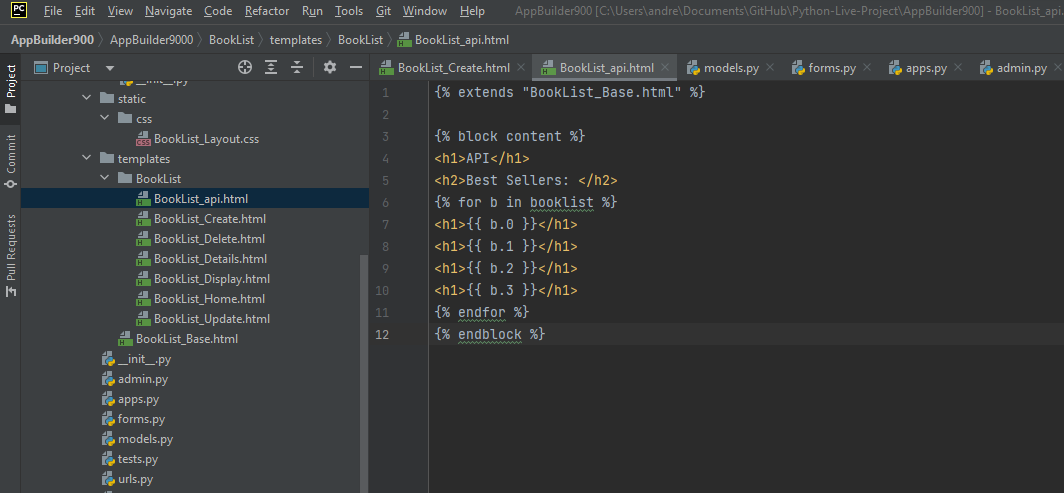 PC File Edit View Navigate Code Refactor Run Tools Git Window Help AppBuilder900 [C:\Users\andre\Documents\GitHub\Python-Live-Project\AppBuilder900] - BookList_api.
AppBuilder900 AppBuilder9000 BookList templates BookList BookList_api.html
Project
Commit
Pull Requests
Project
__init__.py
static
css
BookList_Layout.css
templates
BookList
BookList_api.html
BookList_Create.html
BookList_Delete.html
BookList_Details.html
BookList_Display.html
BookList_Home.html
BookList_Update.html
BookList_Base.html
__init__.py
admin.py
apps.py
forms.py
models.py
tests.py
urls.py
BookList_Create.html BookList_api.html models.py forms.py apps.py admin.py
1 {% extends "BookList_Base.html" %}
2
3 {% block content %}
4 <h1>API</h1>
5 <h2>Best Sellers: </h2>
6 {% for b in booklist %}
7 <h1>{{ b.0 }}</h1>
8 <h1>{{ b.1 }}</h1>
9 <h1>{{ b.2 }}</h1>
10 <h1>{{ b.3 }}</h1>
11 {% endfor %}
12 {% endblock %}